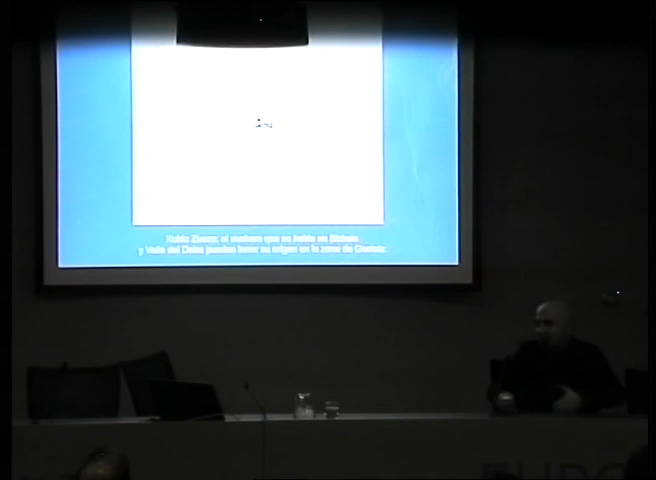 Koldo Zuazo: el euskera que se habla en Bizkaia
y Valle del Deba pueden tener su origen en la zona de Gasteiz.